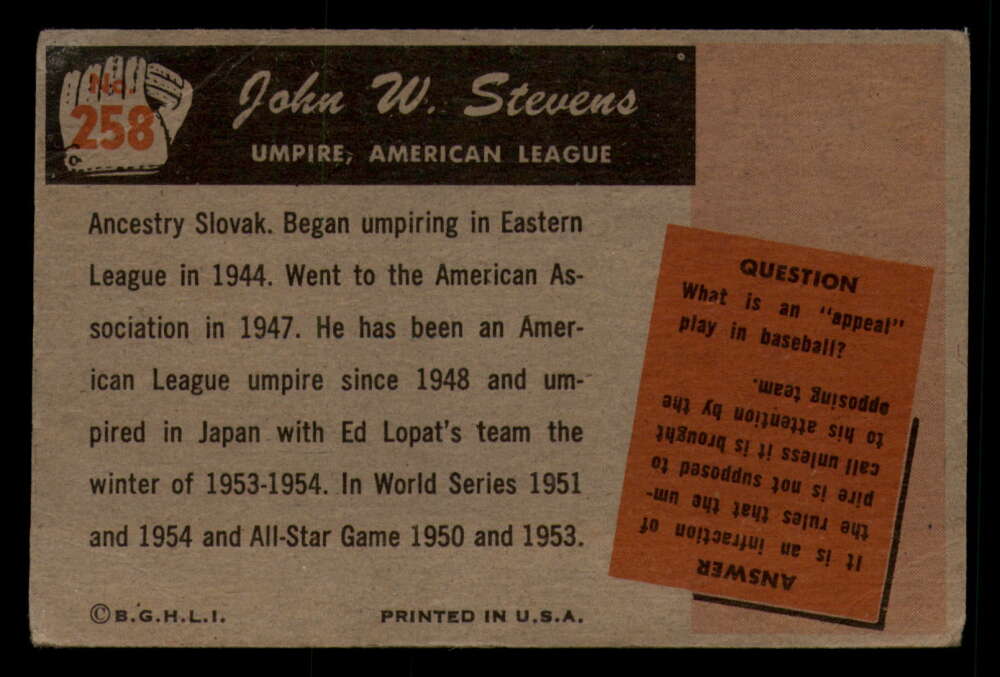 No.
258
John W. Stevens
UMPIRE, AMERICAN LEAGUE
Ancestry Slovak. Began umpiring in Eastern
League in 1944. Went to the American As-
sociation in 1947. He has been an Amer-
ican League umpire since 1948 and um-
pired in Japan with Ed Lopat's team the
winter of 1953-1954. In World Series 1951
and 1954 and All-Star Game 1950 and 1953.
©B.G.H.L.I.
PRINTED IN U.S.A.
QUESTION
What is an "appeal"
play in baseball?
ANSWER
It is an infraction of
the rules that the um-
pire is not supposed to
call unless it is brought
to his attention by the
opposing team.